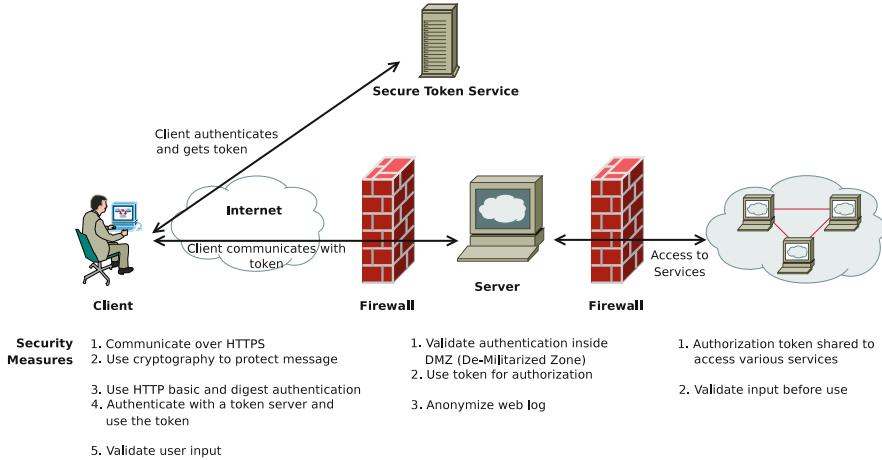 Secure Token Service
Client authenticates
and gets token
Internet
Client communicates with
token
Access to
Services
Client
Firewall
Server
Firewall
Security
Measures
1. Communicate over HTTPS
2. Use cryptography to protect message
3. Use HTTP basic and digest authentication
4. Authenticate with a token server and
use the token
5. Validate user input
1. Validate authentication inside
DMZ (De-Militarized Zone)
2. Use token for authorization
3. Anonymize web log
1. Authorization token shared to
access various services
2. Validate input before use